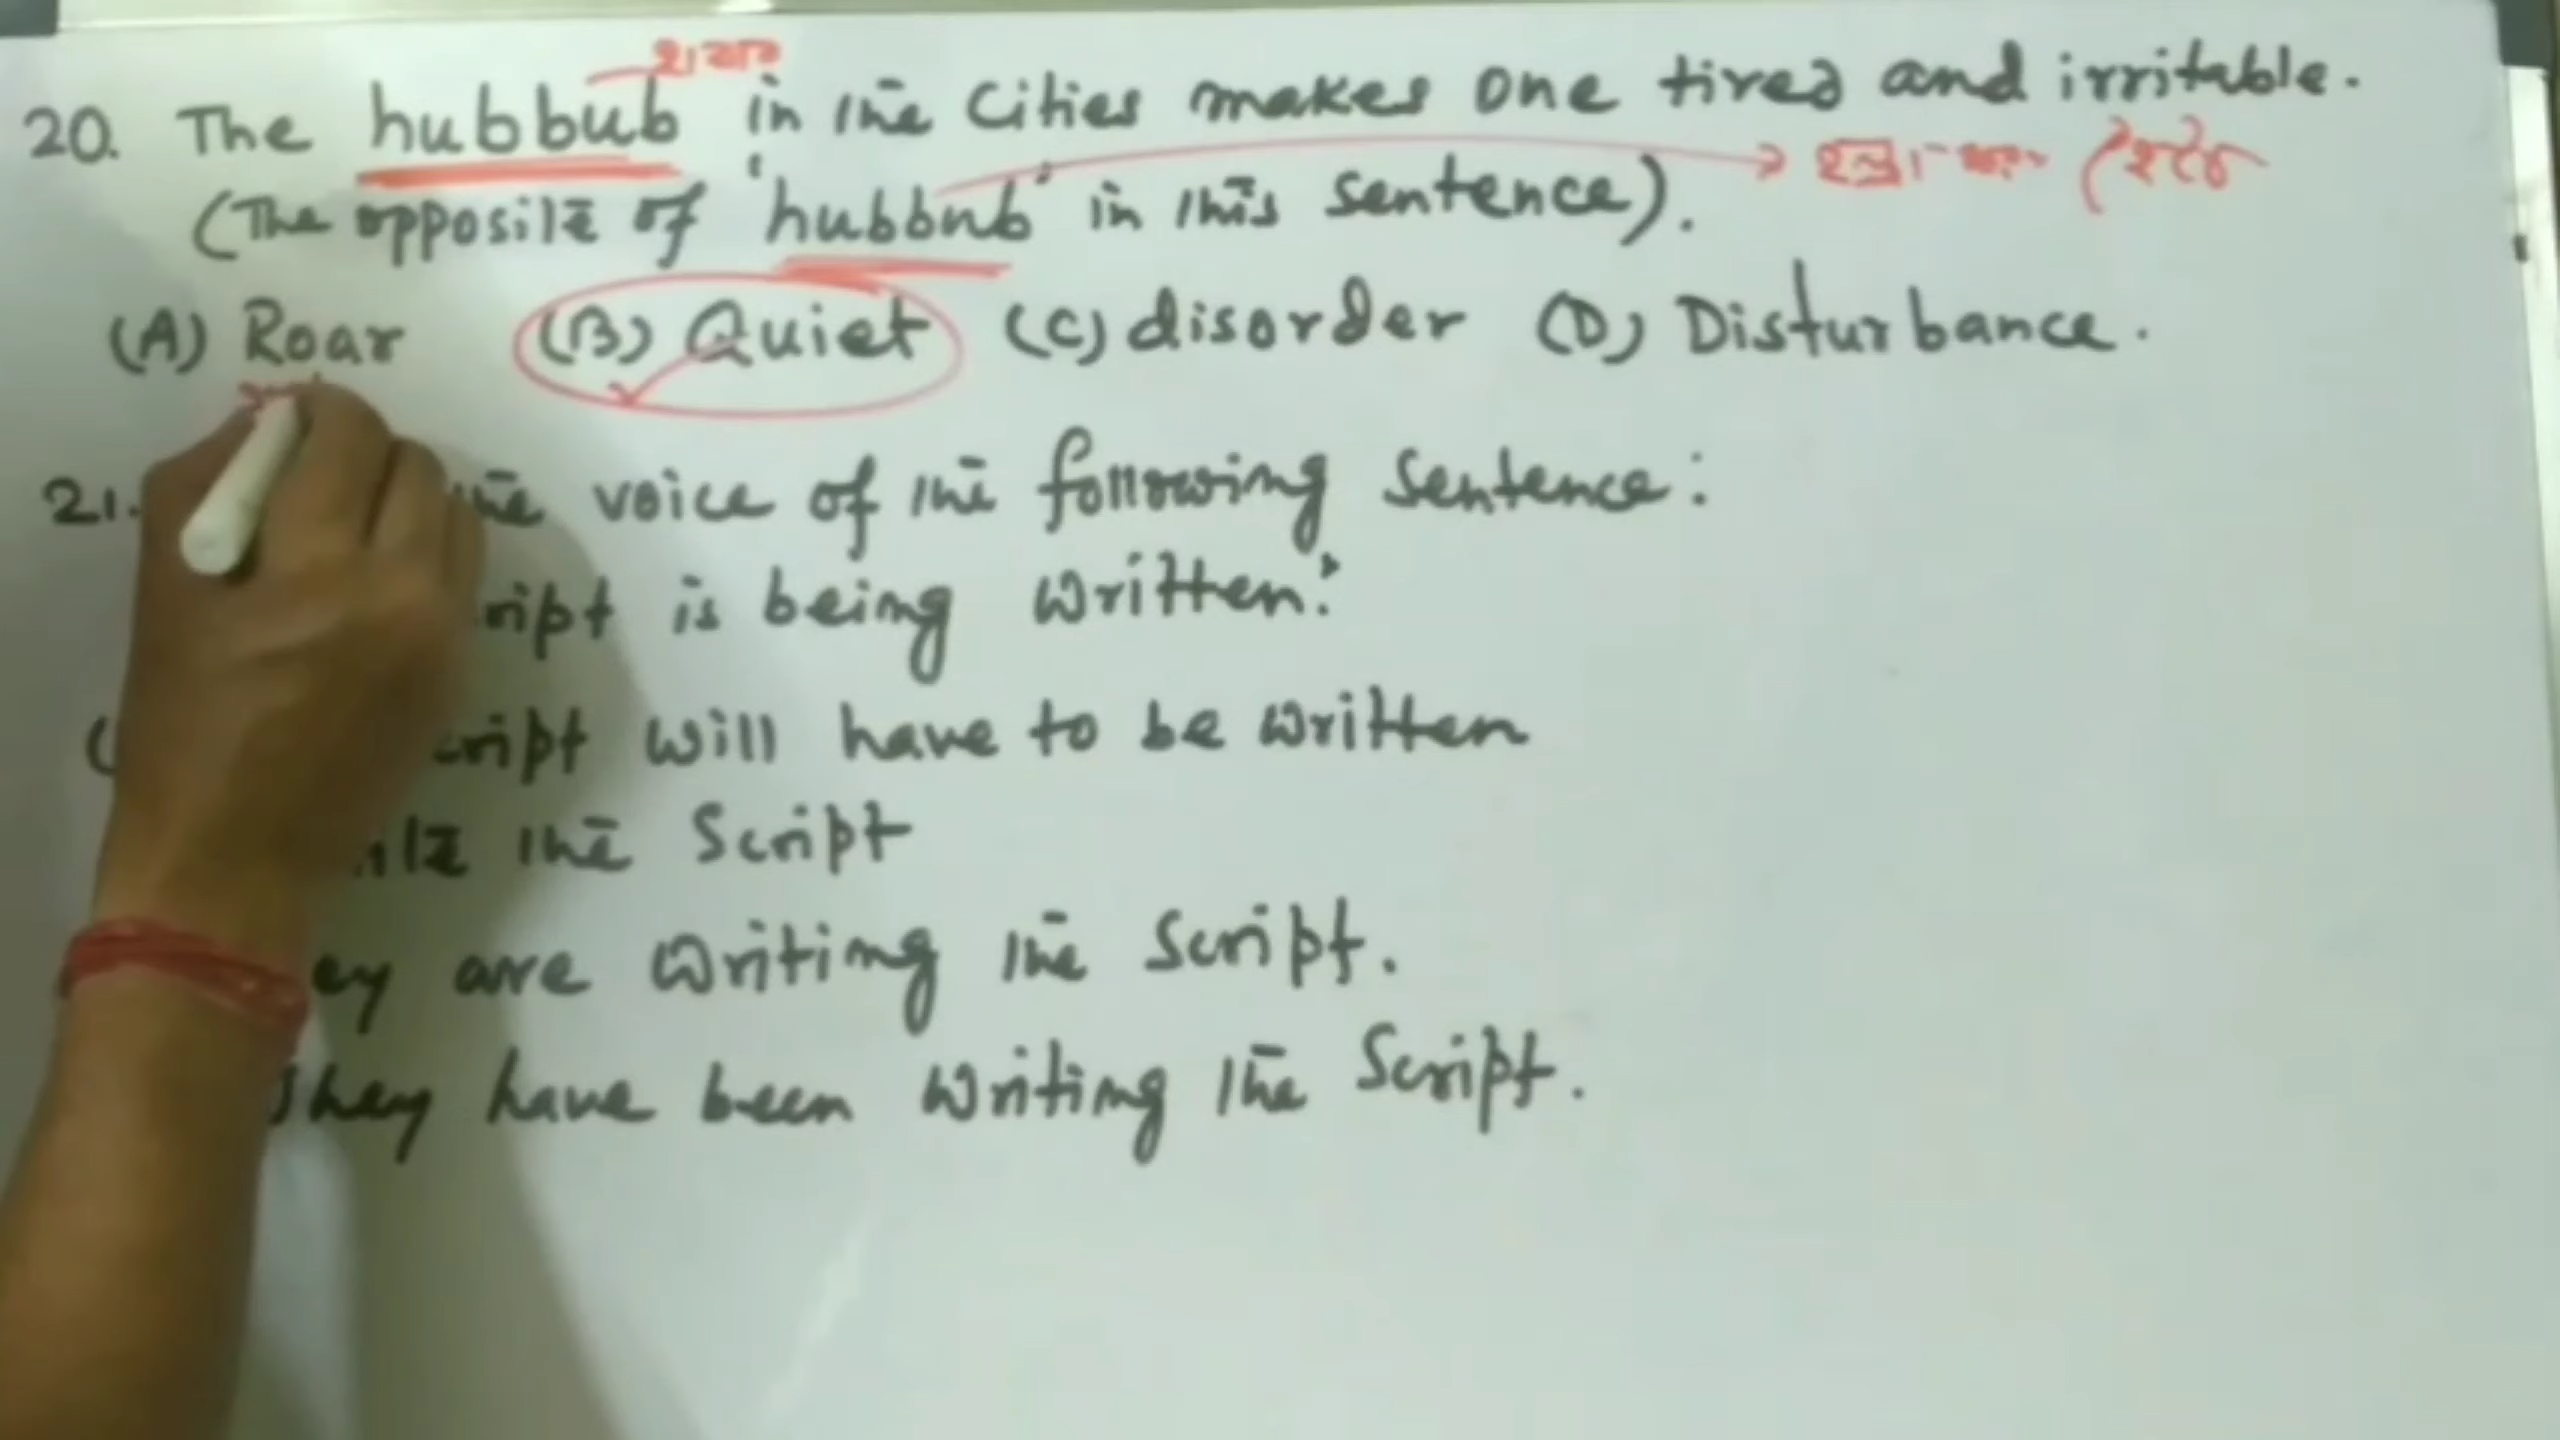 20. The hubbub in the Cities makes one tired and irritable.
(The opposite of 'hubbub' in this sentence).
(A) Roar (B) Quiet (C) disorder (D) Disturbance.
21. voice of the following Sentence:
is being written.
will have to be written
the Script
are writing the Script.
They have been writing the Script.